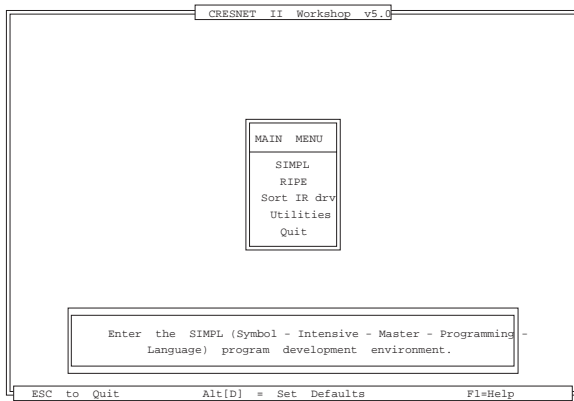 CRESNET II Workshop v5.0
MAIN MENU
SIMPL
RIPE
Sort IR drv
Utilities
Quit
Enter the SIMPL (Symbol - Intensive - Master - Programming -
Language) program development environment.
ESC to Quit Alt[D] = Set Defaults F1=Help